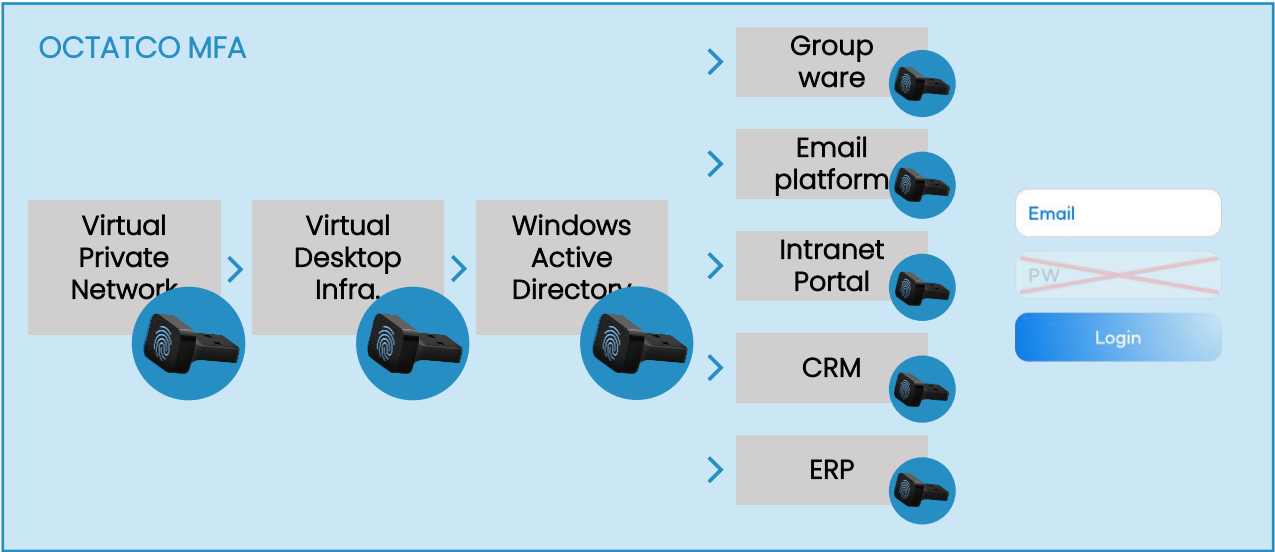 OCTATCO MFA
Virtual
Private
Network
Virtual
Desktop
Infra.
Windows
Active
Directory
Group
ware
Email
platform
Intranet
Portal
CRM
ERP
Email
PW
Login